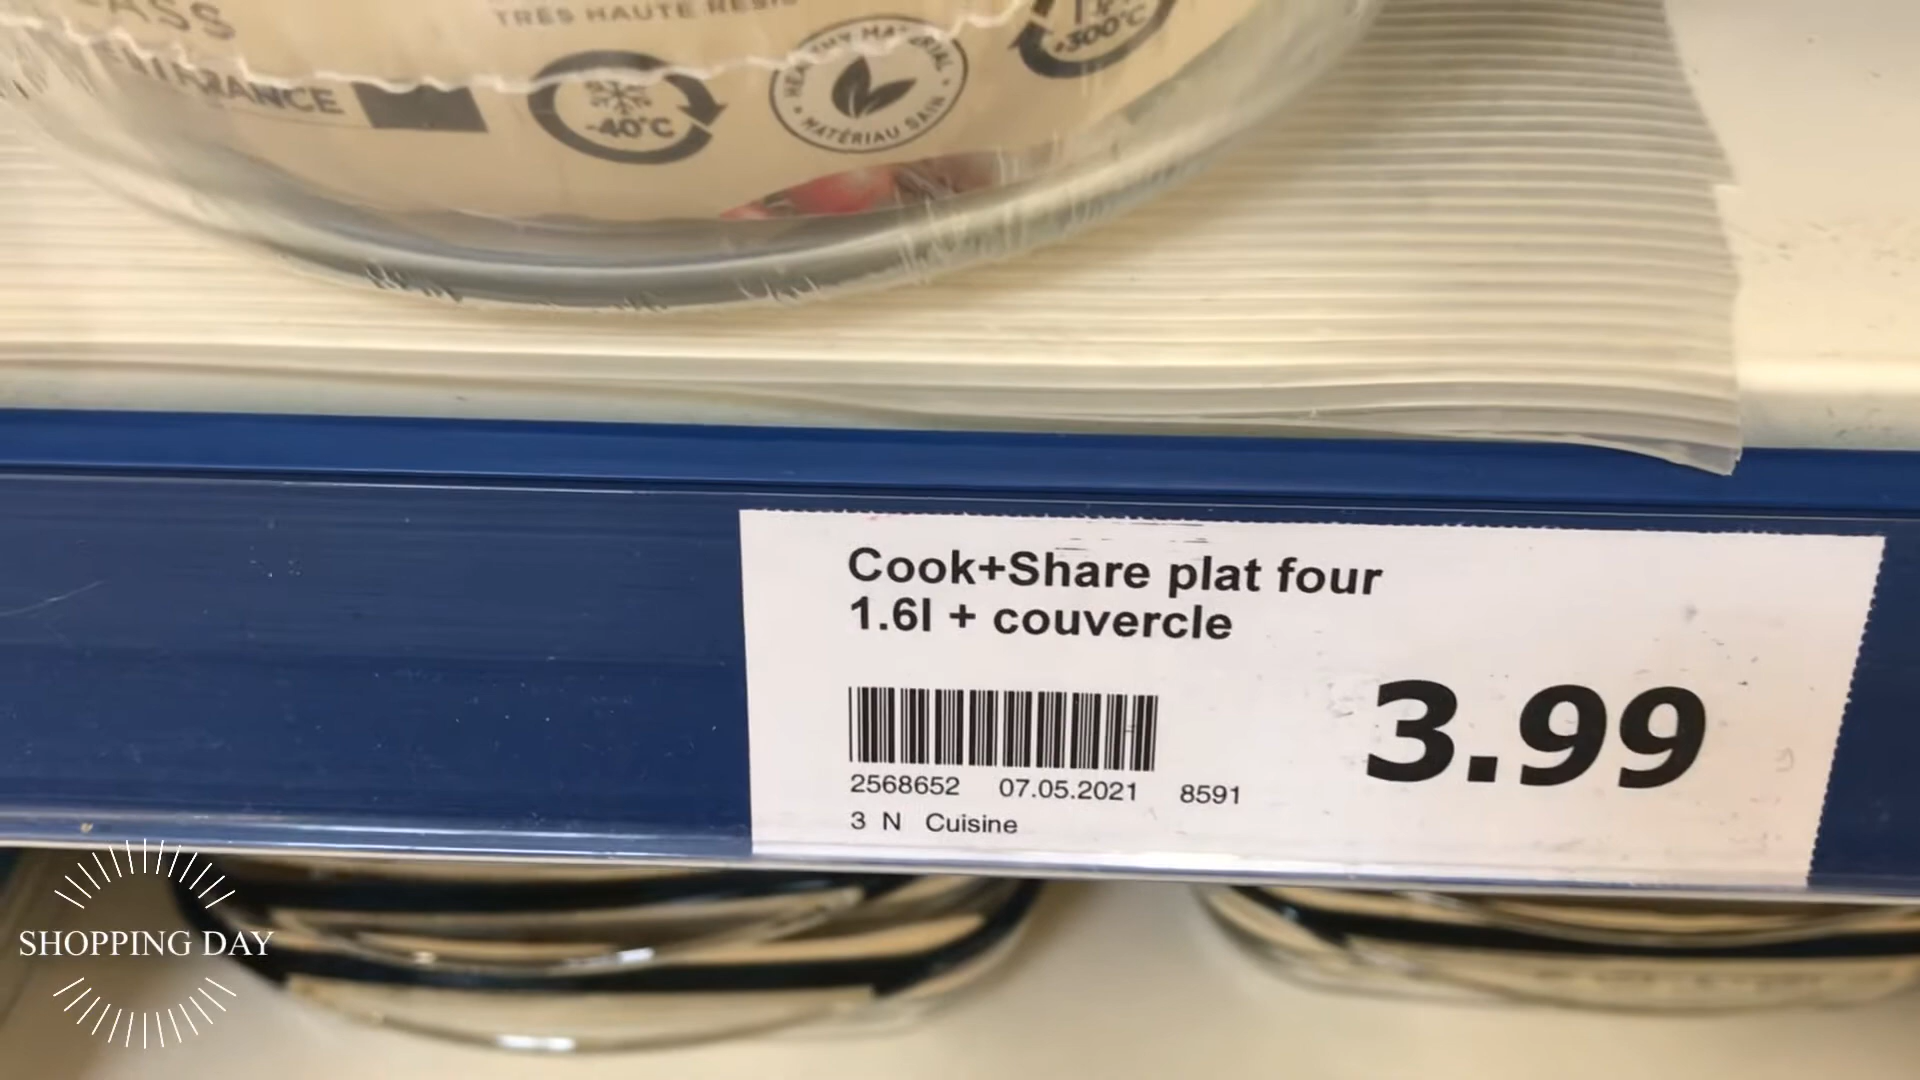 TRÈS HAUTE
-40°C
HEALTHY MATERIAL
MATÉRIAU SAIN
+300°C
Cook+Share plat four
1.6l + couvercle
3.99
2568652 07.05.2021 8591
3 N Cuisine
SHOPPING DAY